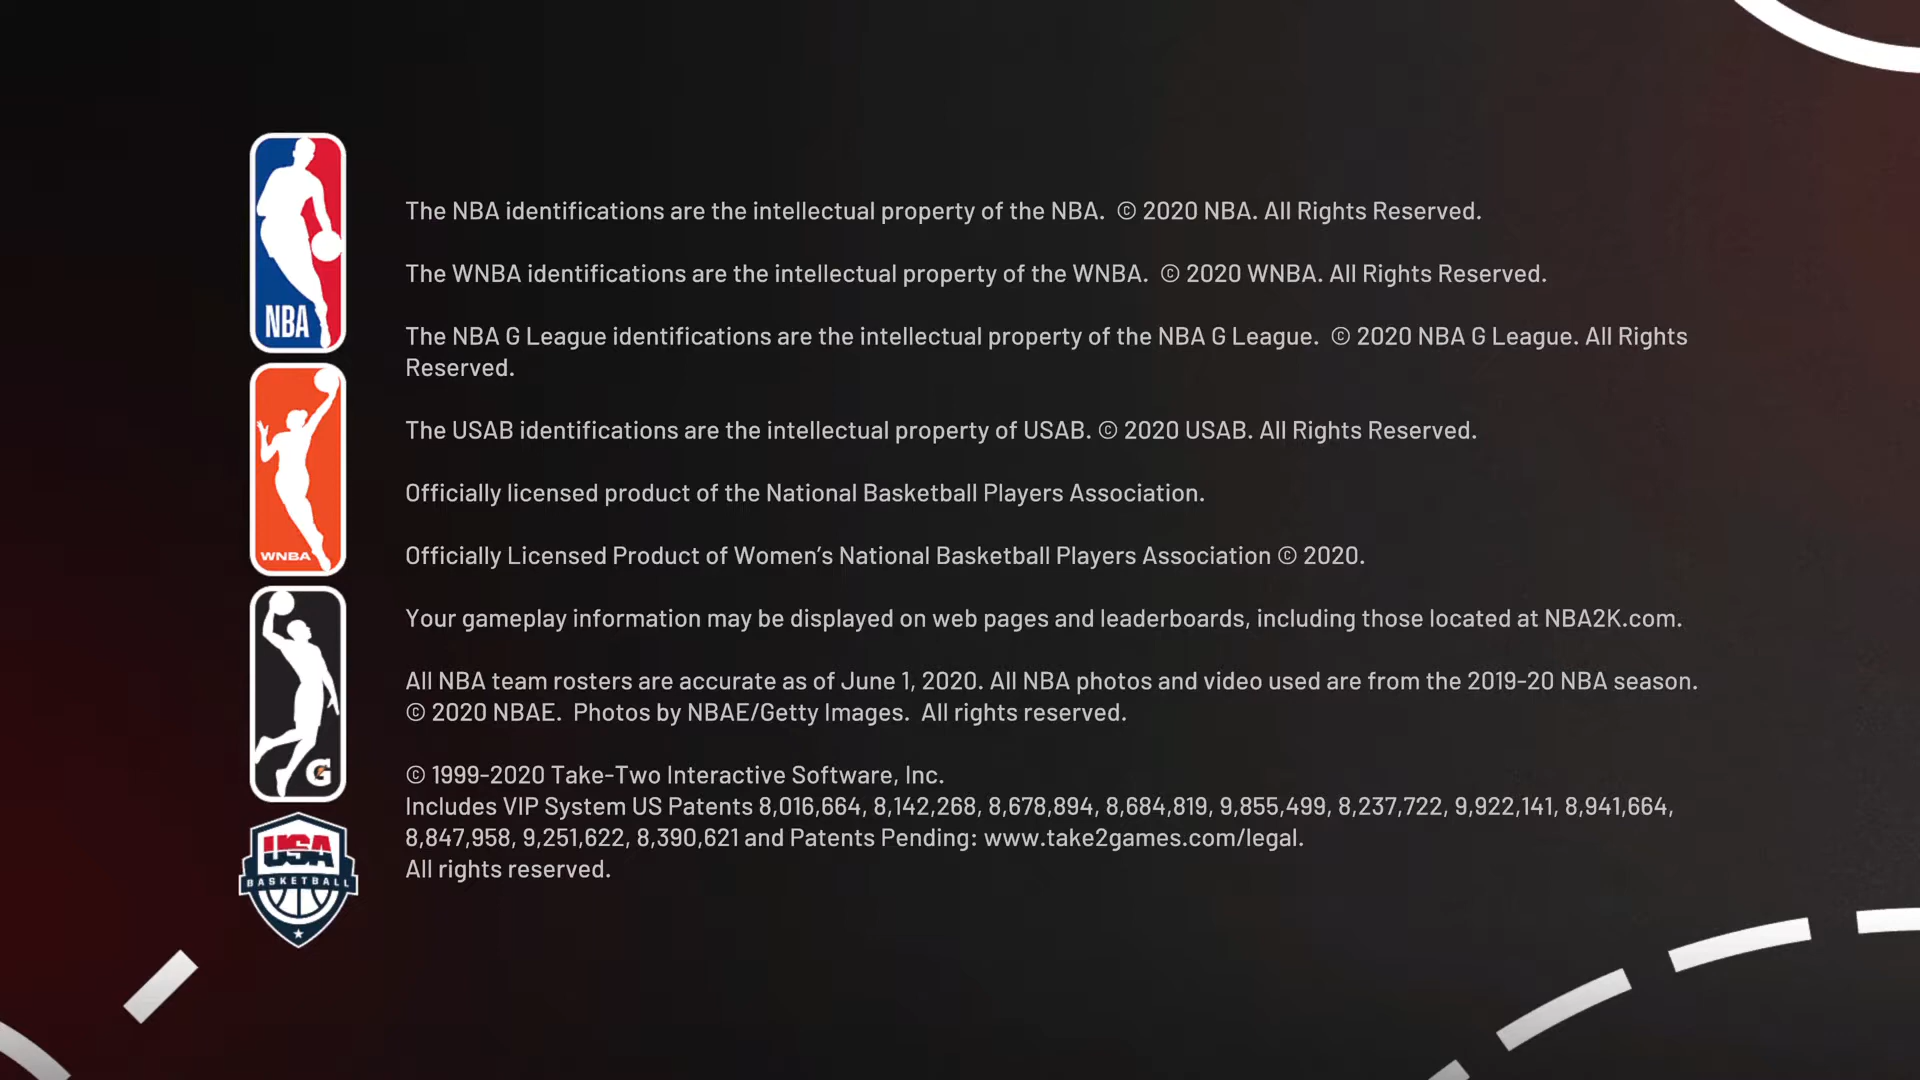 The NBA identifications are the intellectual property of the NBA.  © 2020 NBA. All Rights Reserved.
The WNBA identifications are the intellectual property of the WNBA.  © 2020 WNBA. All Rights Reserved.
The NBA G League identifications are the intellectual property of the NBA G League.  © 2020 NBA G League. All Rights
Reserved.
The USAB identifications are the intellectual property of USAB. © 2020 USAB. All Rights Reserved.
Officially licensed product of the National Basketball Players Association.
Officially Licensed Product of Women’s National Basketball Players Association © 2020.
Your gameplay information may be displayed on web pages and leaderboards, including those located at NBA2K.com.
All NBA team rosters are accurate as of June 1, 2020. All NBA photos and video used are from the 2019-20 NBA season.
© 2020 NBAE.  Photos by NBAE/Getty Images.  All rights reserved.
© 1999-2020 Take-Two Interactive Software, Inc.
Includes VIP System US Patents 8,016,664, 8,142,268, 8,678,894, 8,684,819, 9,855,499, 8,237,722, 9,922,141, 8,941,664,
8,847,958, 9,251,622, 8,390,621 and Patents Pending: www.take2games.com/legal.
All rights reserved.
NBA
WNBA
G
USA
BASKETBALL